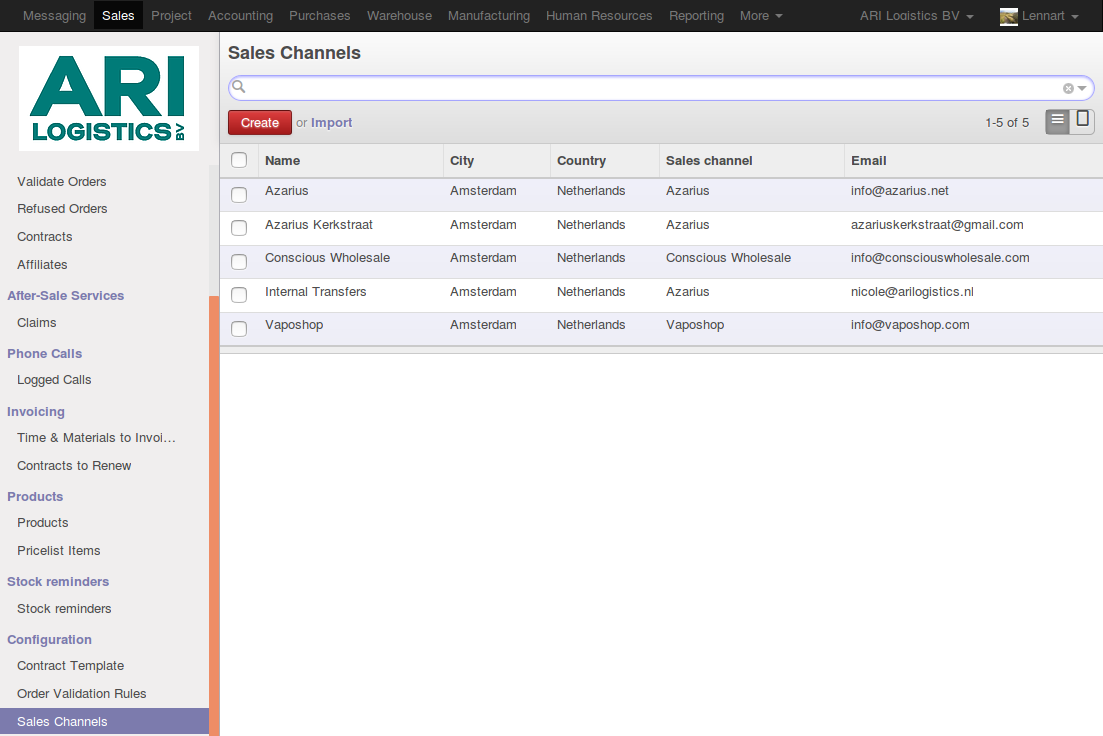 Messaging Sales Project Accounting Purchases Warehouse Manufacturing Human Resources Reporting More ARI Logistics BV Lennart
ARI
LOGISTICS BV
Validate Orders
Refused Orders
Contracts
Affiliates
After-Sale Services
Claims
Phone Calls
Logged Calls
Invoicing
Time & Materials to Invoi...
Contracts to Renew
Products
Products
Pricelist Items
Stock reminders
Stock reminders
Configuration
Contract Template
Order Validation Rules
Sales Channels
Sales Channels
Create or Import 1-5 of 5
Name City Country Sales channel Email
Azarius Amsterdam Netherlands Azarius info@azarius.net
Azarius Kerkstraat Amsterdam Netherlands Azarius azariuskerkstraat@gmail.com
Conscious Wholesale Amsterdam Netherlands Conscious Wholesale info@consciouswholesale.com
Internal Transfers Amsterdam Netherlands Azarius nicole@arilogistics.nl
Vaposhop Amsterdam Netherlands Vaposhop info@vaposhop.com